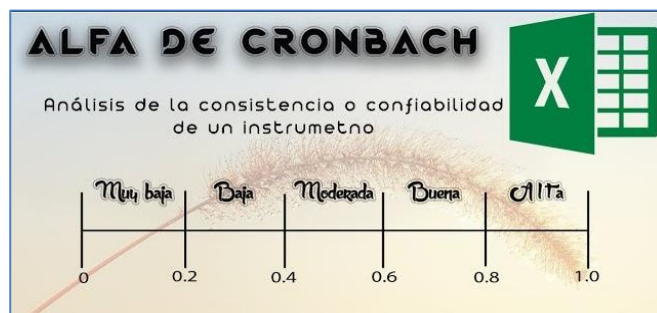 ALFA DE CRONBACH
X
Análisis de la consistencia o confiabilidad
de un instrumetno
Muy baja Baja Moderada Buena Alta
0 0.2 0.4 0.6 0.8 1.0